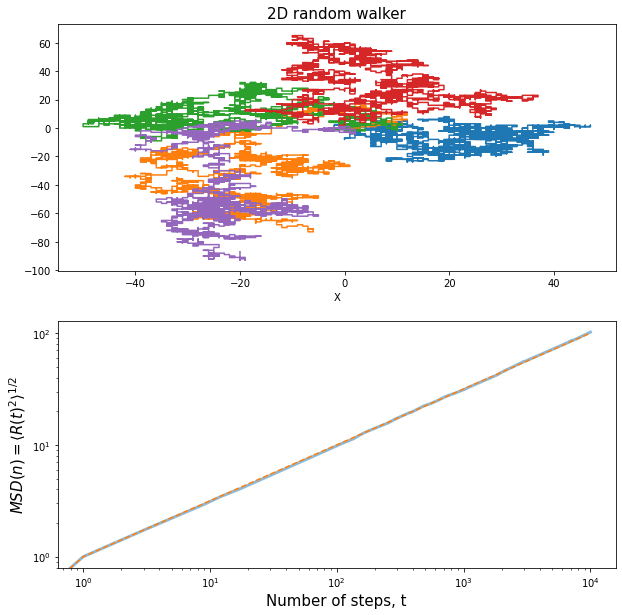 2D random walker
60
40
20
0
−20
−40
−60
−80
−100
−40 −20 0 20 40
X
MSD(n) = ⟨R(t)²⟩^{1/2}
10²
10¹
10⁰
10⁰ 10¹ 10² 10³ 10⁴
Number of steps, t